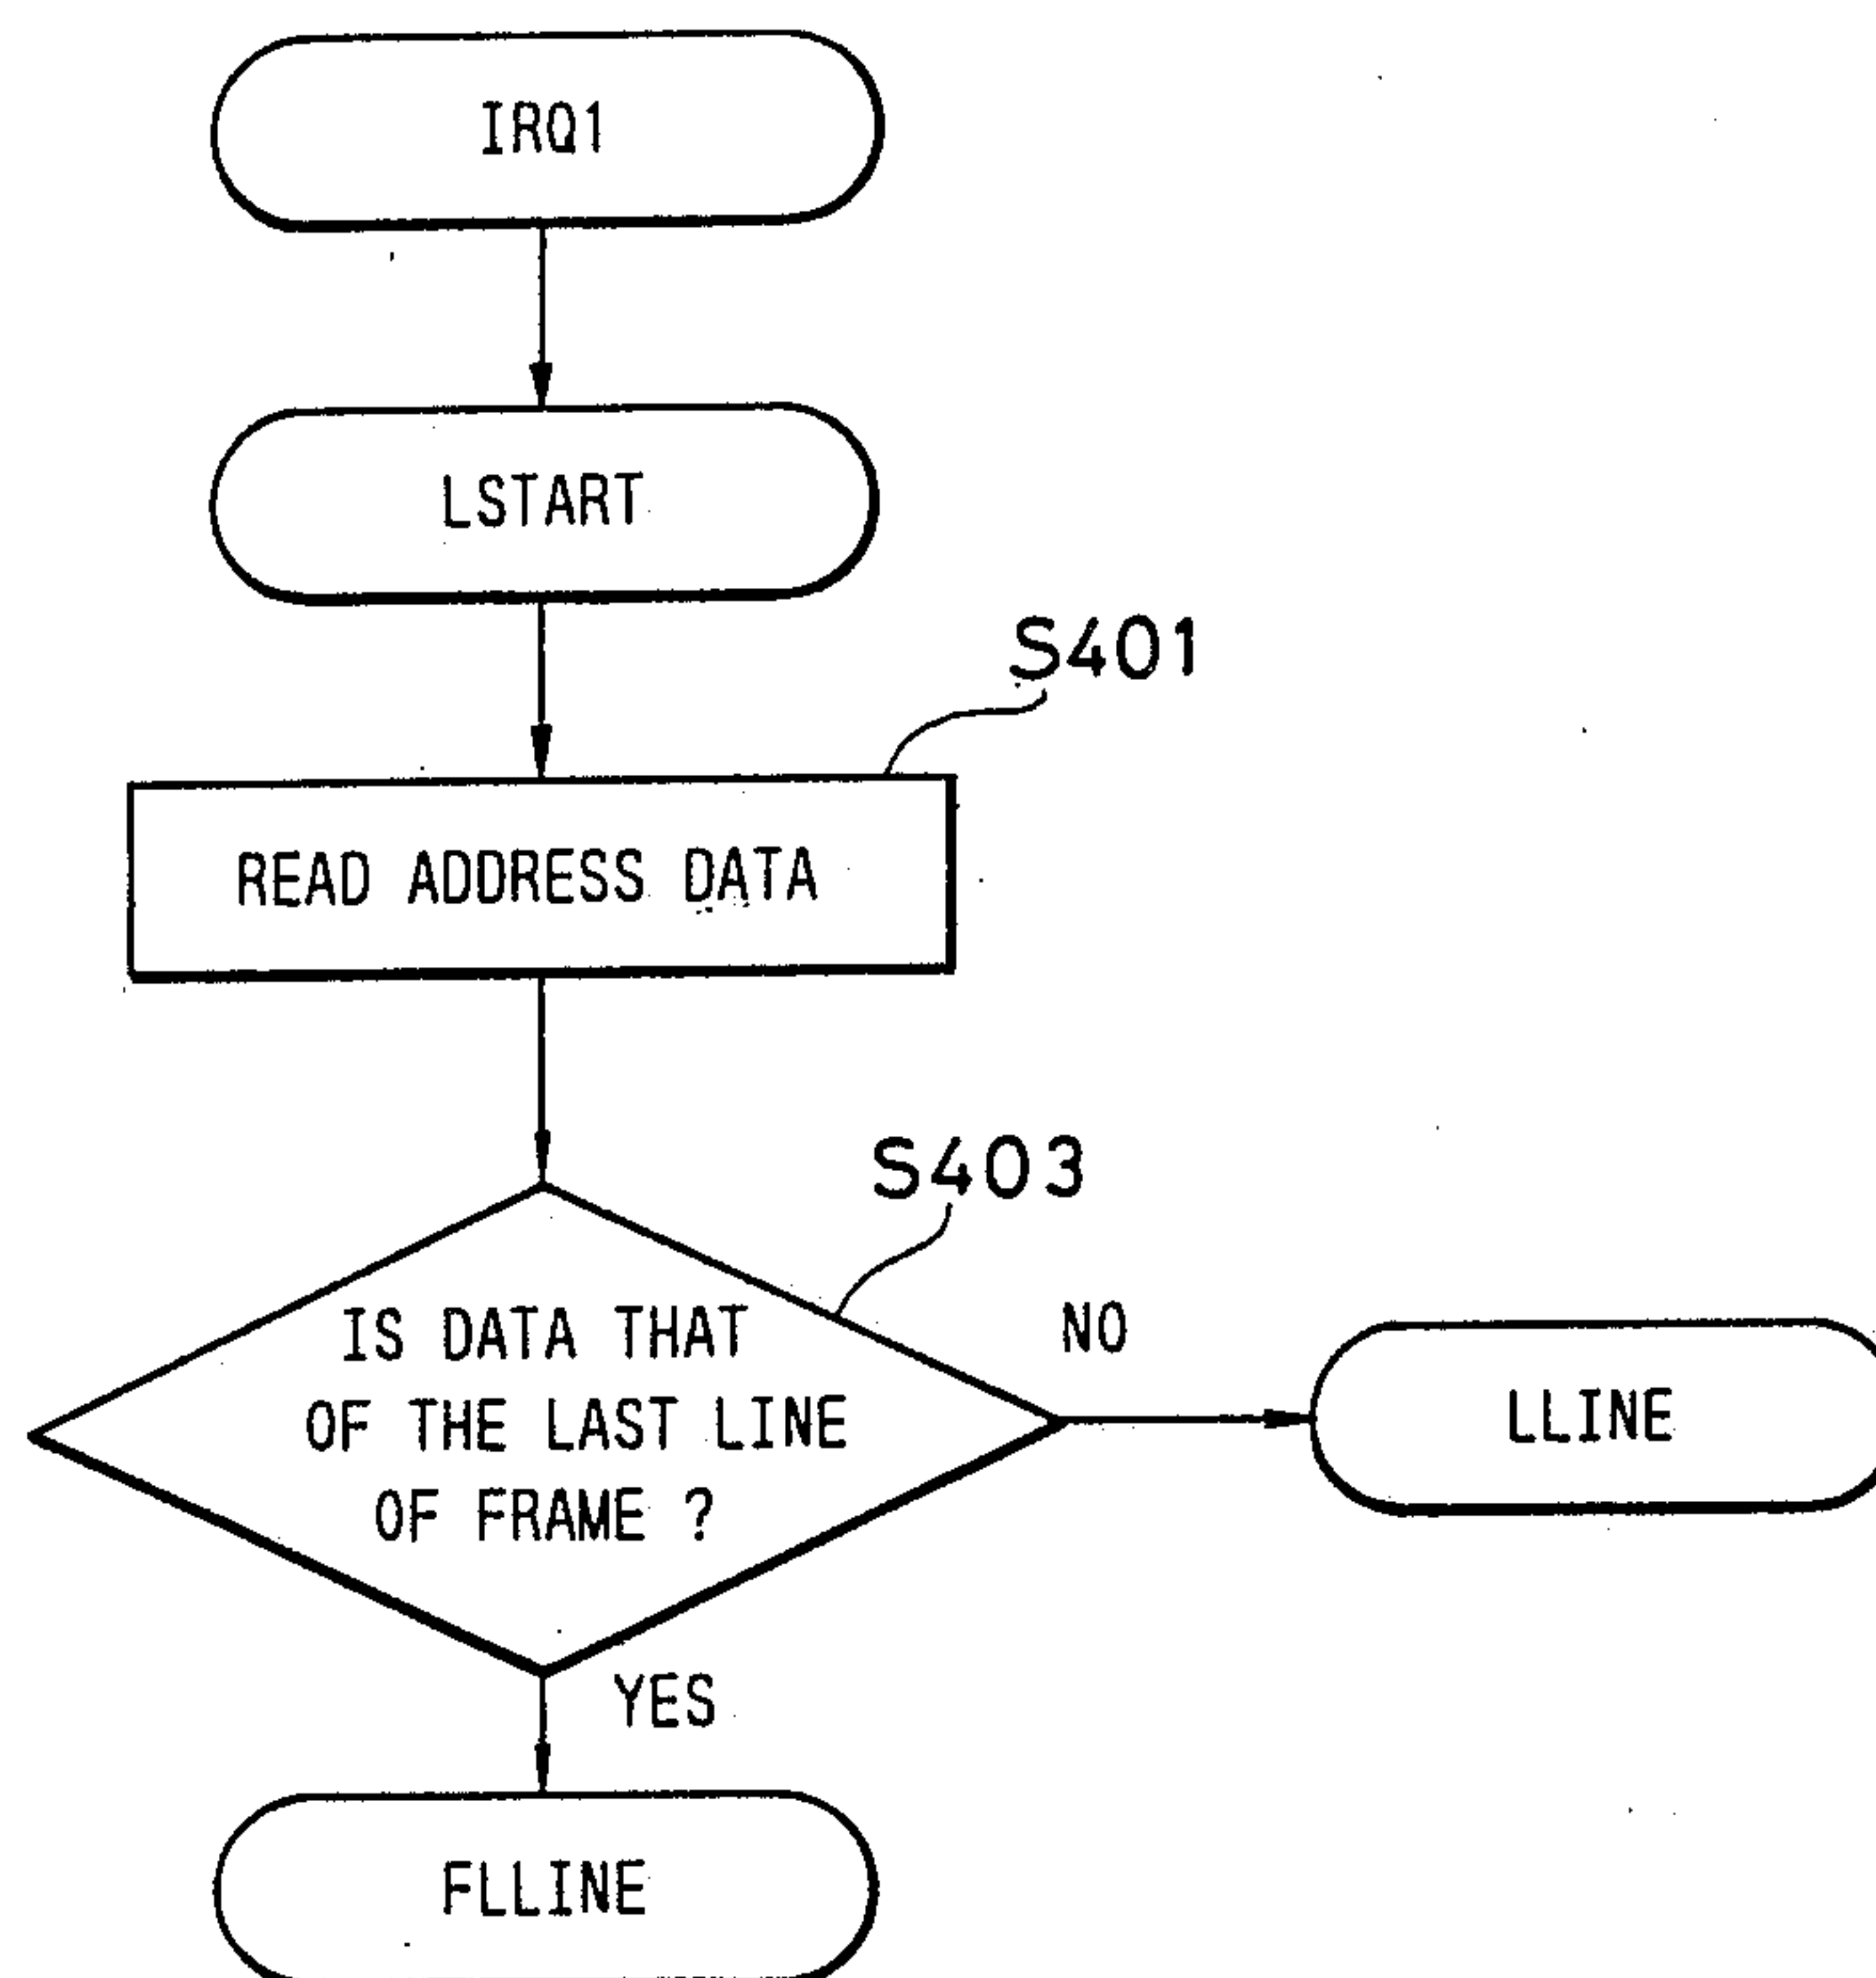 IRQ1
LSTART
S401
READ ADDRESS DATA
S403
IS DATA THAT
OF THE LAST LINE
OF FRAME ?
NO
LLINE
YES
FLLINE